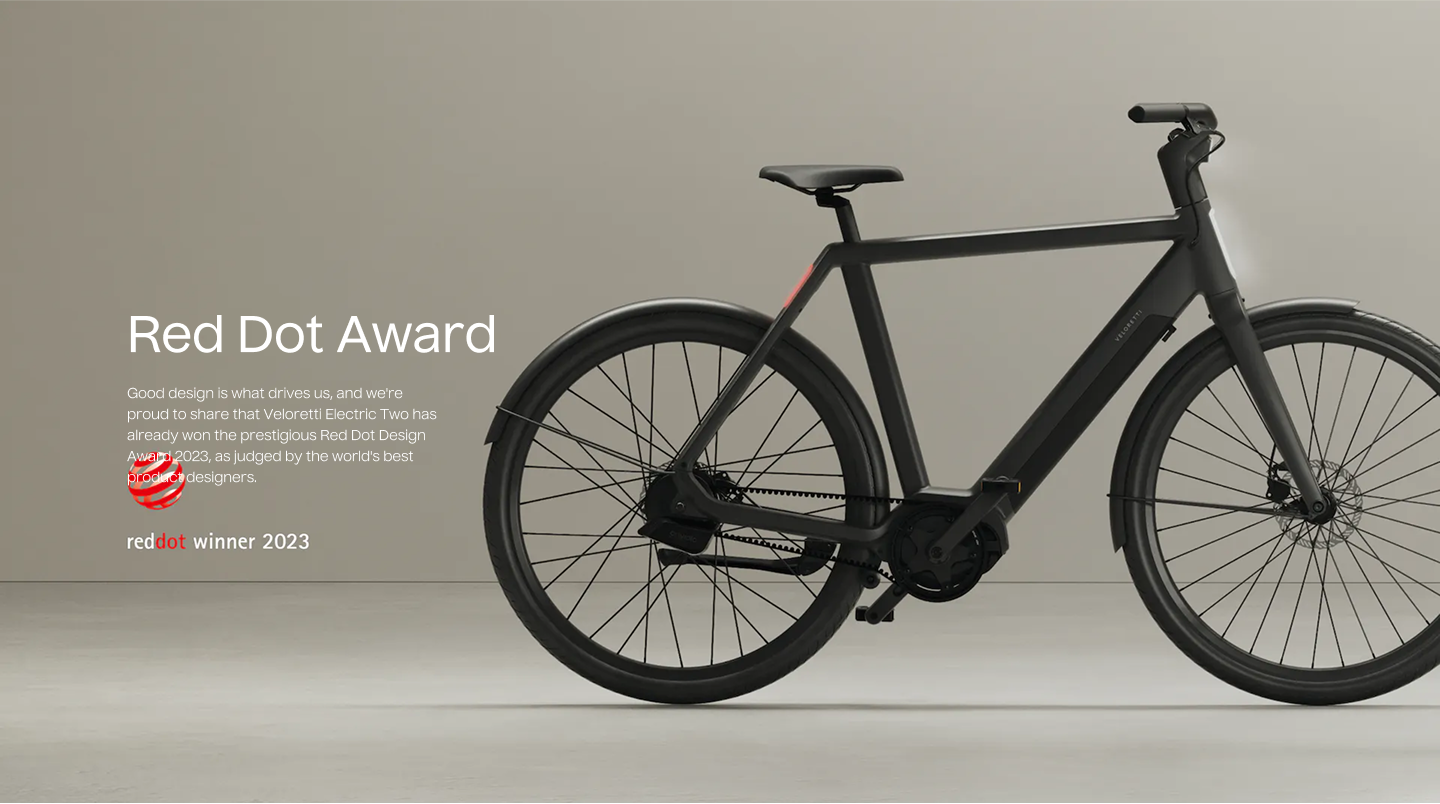 VELORETTI
Red Dot Award
Good design is what drives us, and we're
proud to share that Veloretti Electric Two has
already won the prestigious Red Dot Design
Award 2023, as judged by the world's best
product designers.
reddot winner 2023